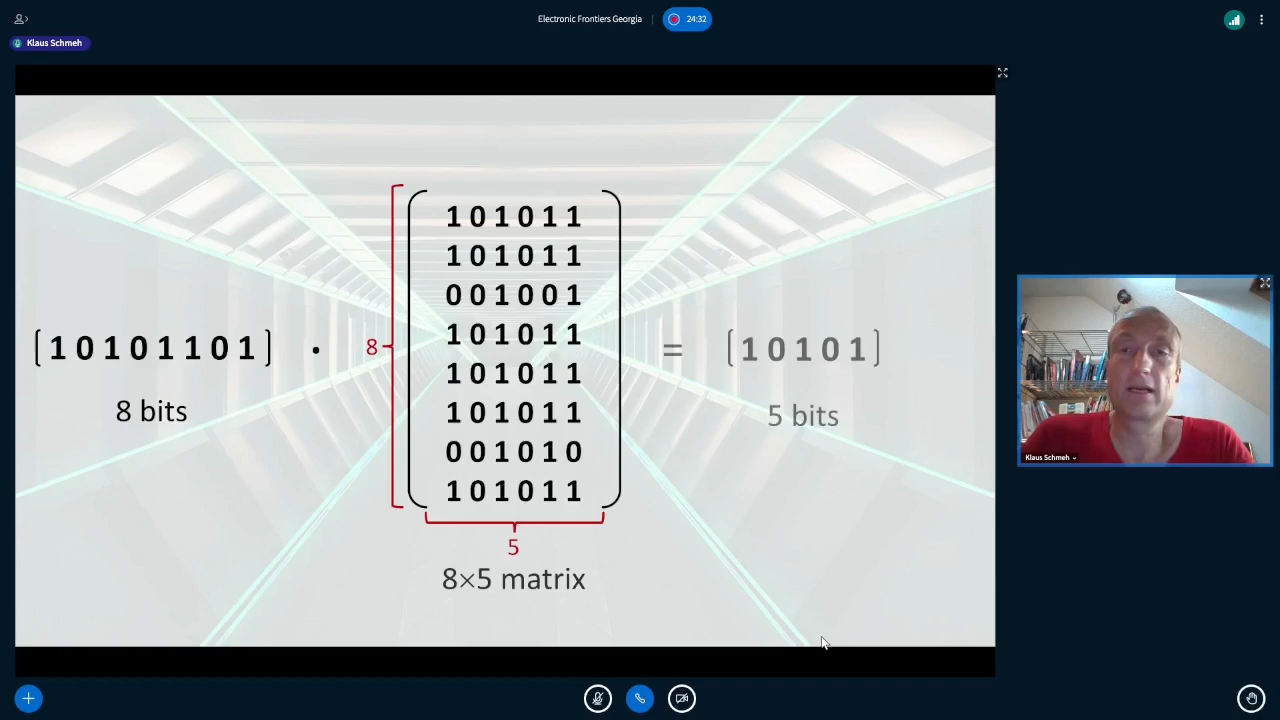 Electronic Frontiers Georgia
24:32
Klaus Schmeh
1 0 1 0 1 1
1 0 1 0 1 1
0 0 1 0 0 1
1 0 1 0 1 1
1 0 1 0 1 1
1 0 1 0 1 1
0 0 1 0 1 0
1 0 1 0 1 1
8
(1 0 1 0 1 1 0 1) · = (1 0 1 0 1)
8 bits
5 bits
5
8×5 matrix
Klaus Schmeh